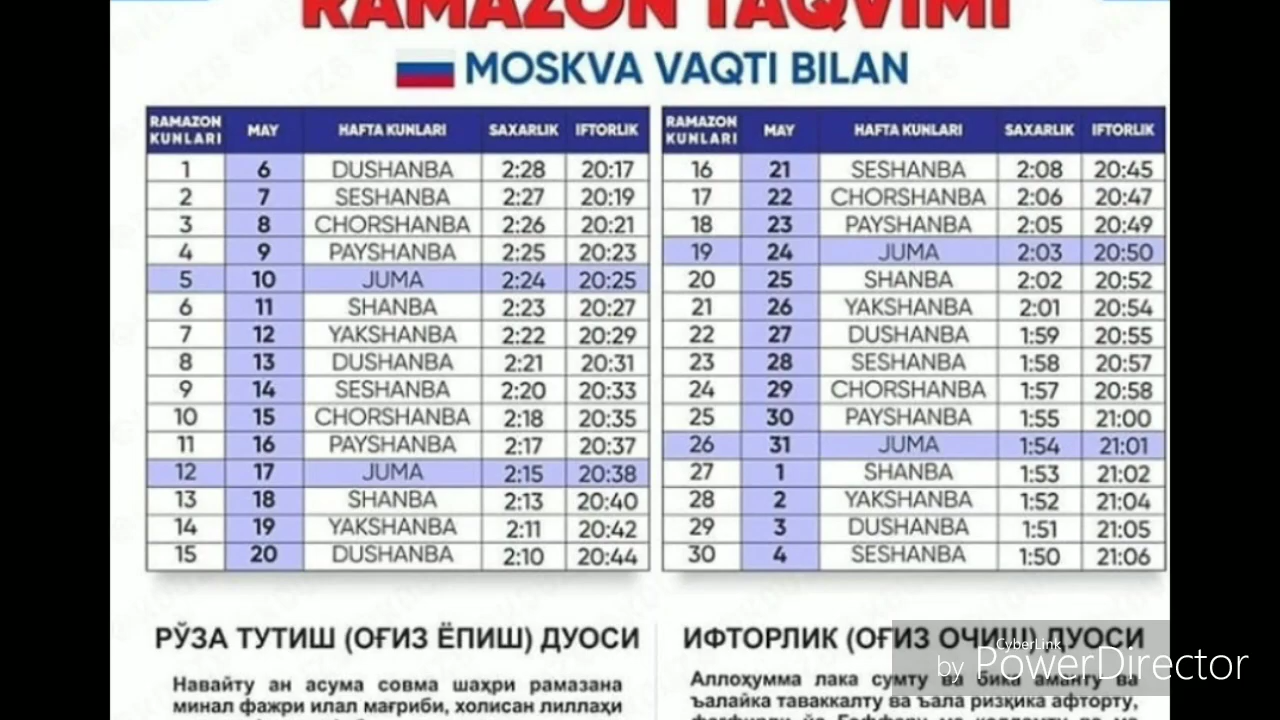 RAMAZON TAQVIMI
MOSKVA VAQTI BILAN
RAMAZON KUNLARI MAY HAFTA KUNLARI SAXARLIK IFTORLIK
1 6 DUSHANBA 2:28 20:17
2 7 SESHANBA 2:27 20:19
3 8 CHORSHANBA 2:26 20:21
4 9 PAYSHANBA 2:25 20:23
5 10 JUMA 2:24 20:25
6 11 SHANBA 2:23 20:27
7 12 YAKSHANBA 2:22 20:29
8 13 DUSHANBA 2:21 20:31
9 14 SESHANBA 2:20 20:33
10 15 CHORSHANBA 2:18 20:35
11 16 PAYSHANBA 2:17 20:37
12 17 JUMA 2:15 20:38
13 18 SHANBA 2:13 20:40
14 19 YAKSHANBA 2:11 20:42
15 20 DUSHANBA 2:10 20:44
RAMAZON KUNLARI MAY HAFTA KUNLARI SAXARLIK IFTORLIK
16 21 SESHANBA 2:08 20:45
17 22 CHORSHANBA 2:06 20:47
18 23 PAYSHANBA 2:05 20:49
19 24 JUMA 2:03 20:50
20 25 SHANBA 2:02 20:52
21 26 YAKSHANBA 2:01 20:54
22 27 DUSHANBA 1:59 20:55
23 28 SESHANBA 1:58 20:57
24 29 CHORSHANBA 1:57 20:58
25 30 PAYSHANBA 1:55 21:00
26 31 JUMA 1:54 21:01
27 1 SHANBA 1:53 21:02
28 2 YAKSHANBA 1:52 21:04
29 3 DUSHANBA 1:51 21:05
30 4 SESHANBA 1:50 21:06
РЎЗА ТУТИШ (ОҒИЗ ЁПИШ) ДУОСИ
Навайту ан асума совма шаҳри рамазана
минал фажри илал мағриби, холисан лиллаҳи
ИФТОРЛИК (ОҒИЗ ОЧИШ) ДУОСИ
Аллоҳумма лака сумту ва бика аманту ва
ъалайка таваккалту ва ъала ризқика афторту,
CyberLink
by PowerDirector